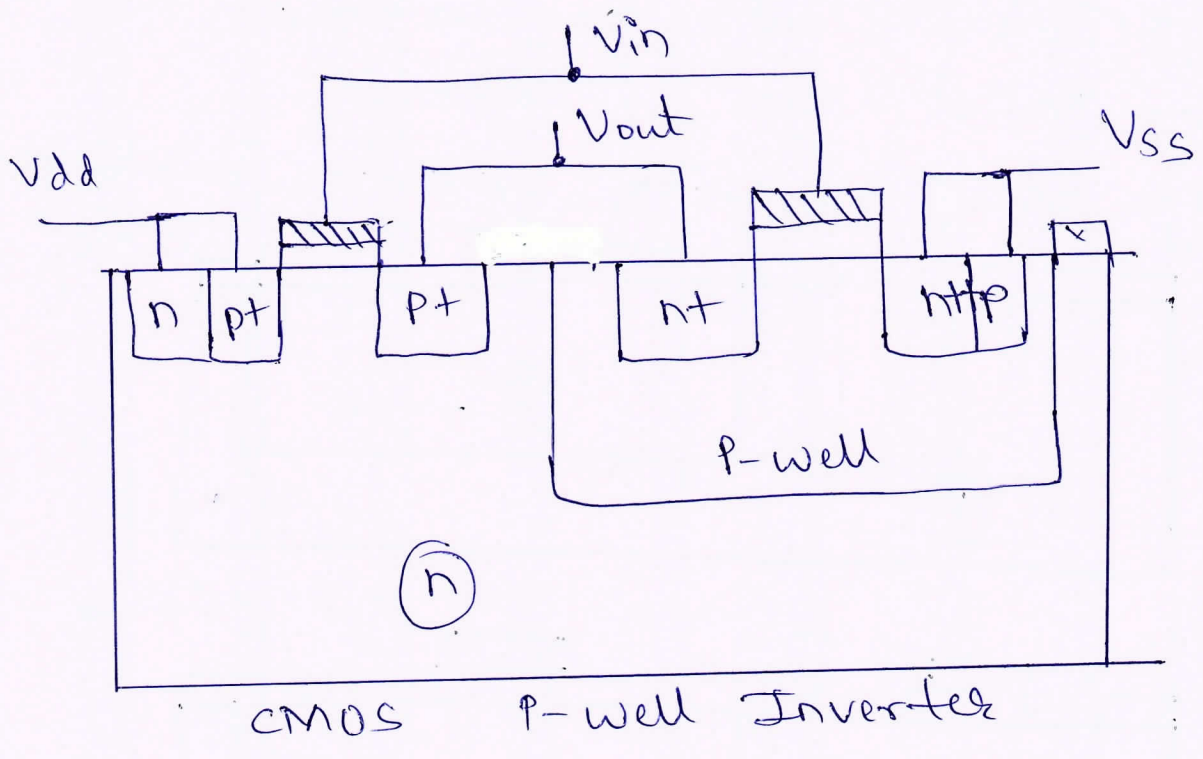 Vin
Vout
Vdd
Vss
n
p+
p+
n+
n+
p
x
P-well
n
CMOS P-well Inverter